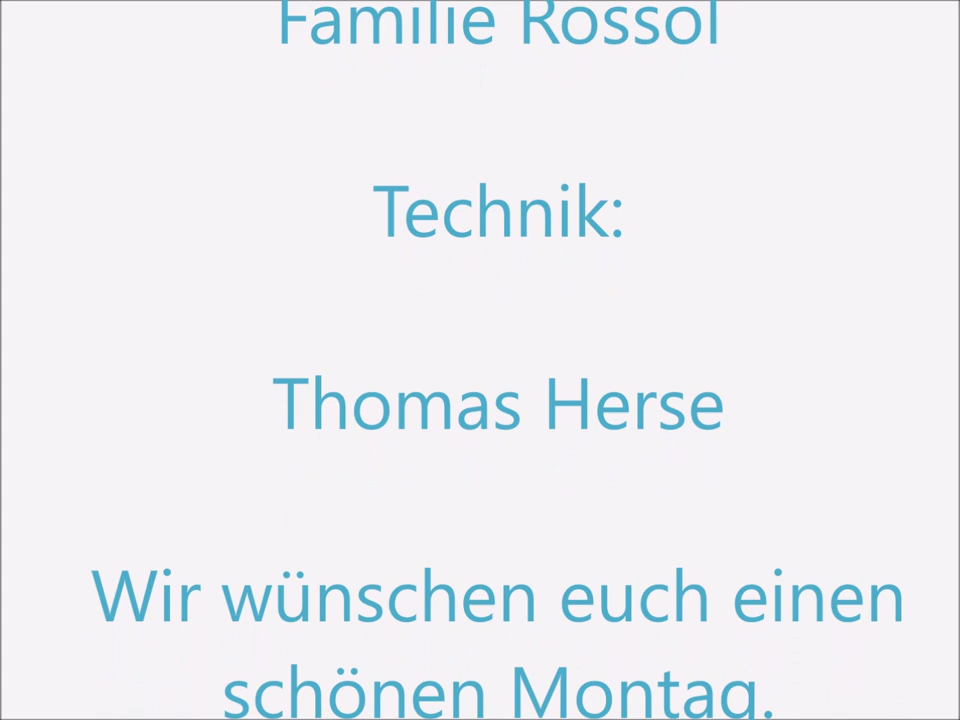 Familie Rossol
Technik:
Thomas Herse
Wir wünschen euch einen
schönen Montag.